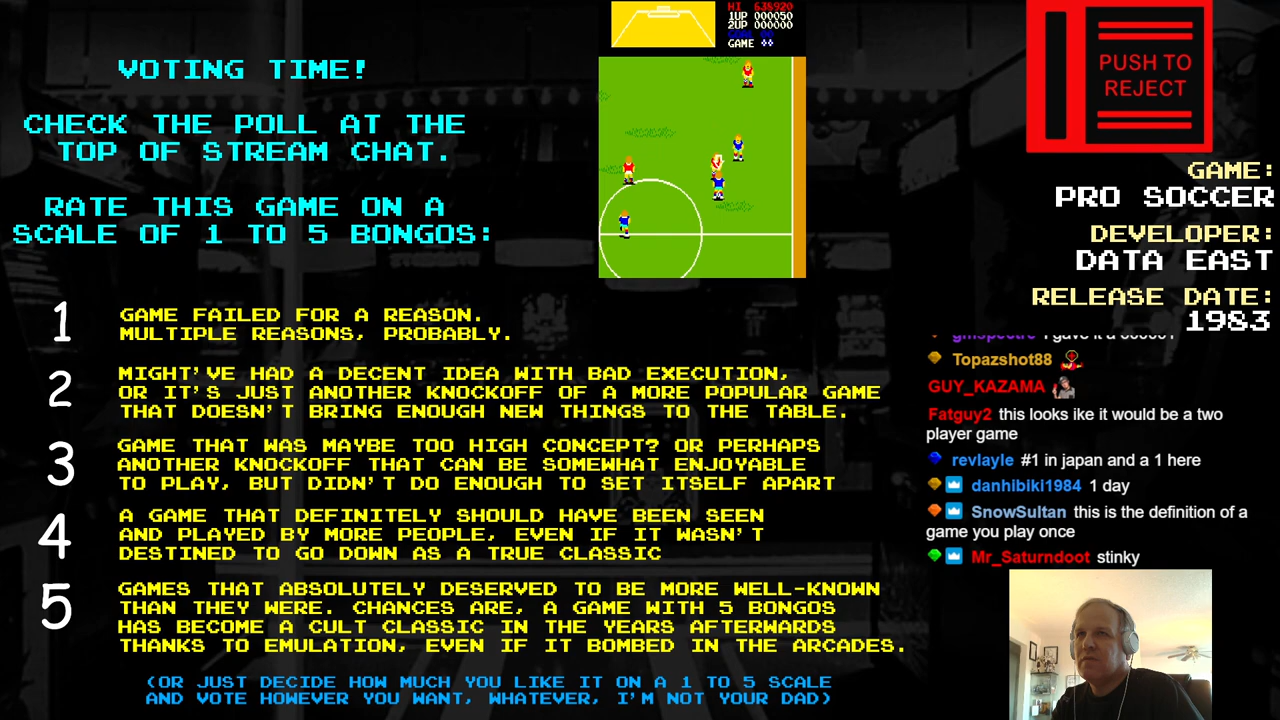 VOTING TIME!
CHECK THE POLL AT THE
TOP OF STREAM CHAT.
RATE THIS GAME ON A
SCALE OF 1 TO 5 BONGOS:
1
GAME FAILED FOR A REASON.
MULTIPLE REASONS, PROBABLY.
2
MIGHT'VE HAD A DECENT IDEA WITH BAD EXECUTION,
OR IT'S JUST ANOTHER KNOCKOFF OF A MORE POPULAR GAME
THAT DOESN'T BRING ENOUGH NEW THINGS TO THE TABLE.
3
GAME THAT WAS MAYBE TOO HIGH CONCEPT? OR PERHAPS
ANOTHER KNOCKOFF THAT CAN BE SOMEWHAT ENJOYABLE
TO PLAY, BUT DIDN'T DO ENOUGH TO SET ITSELF APART
4
A GAME THAT DEFINITELY SHOULD HAVE BEEN SEEN
AND PLAYED BY MORE PEOPLE, EVEN IF IT WASN'T
DESTINED TO GO DOWN AS A TRUE CLASSIC
5
GAMES THAT ABSOLUTELY DESERVED TO BE MORE WELL-KNOWN
THAN THEY WERE. CHANCES ARE, A GAME WITH 5 BONGOS
HAS BECOME A CULT CLASSIC IN THE YEARS AFTERWARDS
THANKS TO EMULATION, EVEN IF IT BOMBED IN THE ARCADES.
(OR JUST DECIDE HOW MUCH YOU LIKE IT ON A 1 TO 5 SCALE
AND VOTE HOWEVER YOU WANT, WHATEVER, I'M NOT YOUR DAD)
HI 638920
1UP 000050
2UP 000000
GAME
PUSH TO
REJECT
GAME:
PRO SOCCER
DEVELOPER:
DATA EAST
RELEASE DATE:
1983
Topazshot88
GUY_KAZAMA
Fatguy2 this looks ike it would be a two
player game
revlayle #1 in japan and a 1 here
danhibiki1984 1 day
SnowSultan this is the definition of a
game you play once
Mr_Saturndoot stinky